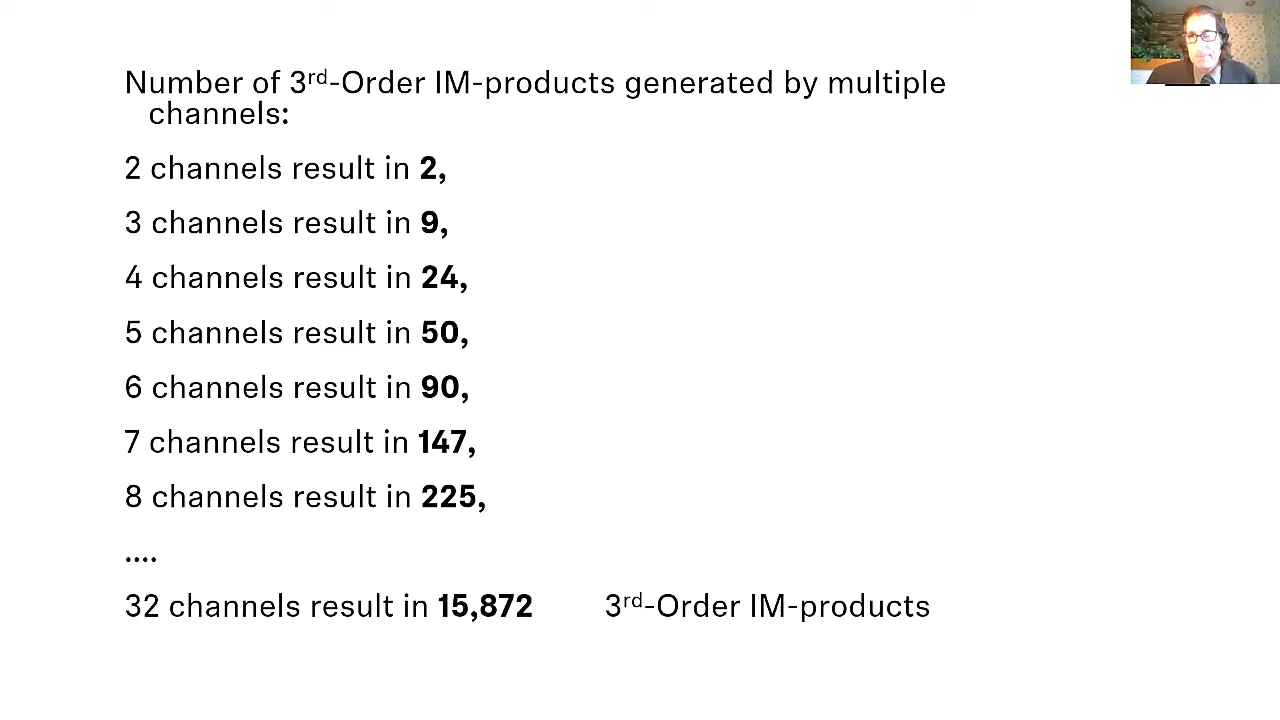 Number of 3rd-Order IM-products generated by multiple
channels:
2 channels result in 2,
3 channels result in 9,
4 channels result in 24,
5 channels result in 50,
6 channels result in 90,
7 channels result in 147,
8 channels result in 225,
....
32 channels result in 15,872 3rd-Order IM-products